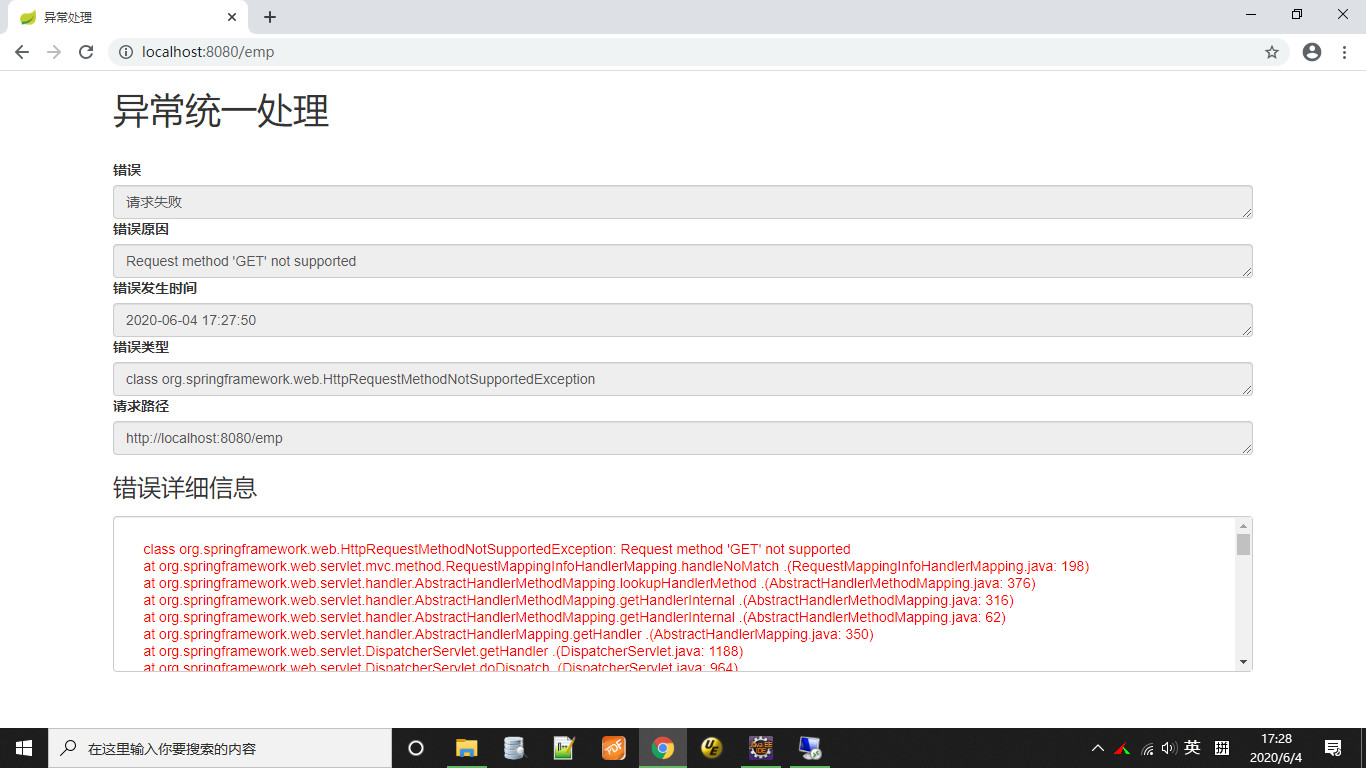 异常处理
localhost:8080/emp
异常统一处理
错误
请求失败
错误原因
Request method 'GET' not supported
错误发生时间
2020-06-04 17:27:50
错误类型
class org.springframework.web.HttpRequestMethodNotSupportedException
请求路径
http://localhost:8080/emp
错误详细信息
class org.springframework.web.HttpRequestMethodNotSupportedException: Request method 'GET' not supported
at org.springframework.web.servlet.mvc.method.RequestMappingInfoHandlerMapping.handleNoMatch .(RequestMappingInfoHandlerMapping.java: 198)
at org.springframework.web.servlet.handler.AbstractHandlerMethodMapping.lookupHandlerMethod .(AbstractHandlerMethodMapping.java: 376)
at org.springframework.web.servlet.handler.AbstractHandlerMethodMapping.getHandlerInternal .(AbstractHandlerMethodMapping.java: 316)
at org.springframework.web.servlet.handler.AbstractHandlerMethodMapping.getHandlerInternal .(AbstractHandlerMethodMapping.java: 62)
at org.springframework.web.servlet.handler.AbstractHandlerMapping.getHandler .(AbstractHandlerMapping.java: 350)
at org.springframework.web.servlet.DispatcherServlet.getHandler .(DispatcherServlet.java: 1188)
at org.springframework.web.servlet.DispatcherServlet.doDispatch .(DispatcherServlet.java: 964)
在这里输入你要搜索的内容
英
拼
17:28
2020/6/4